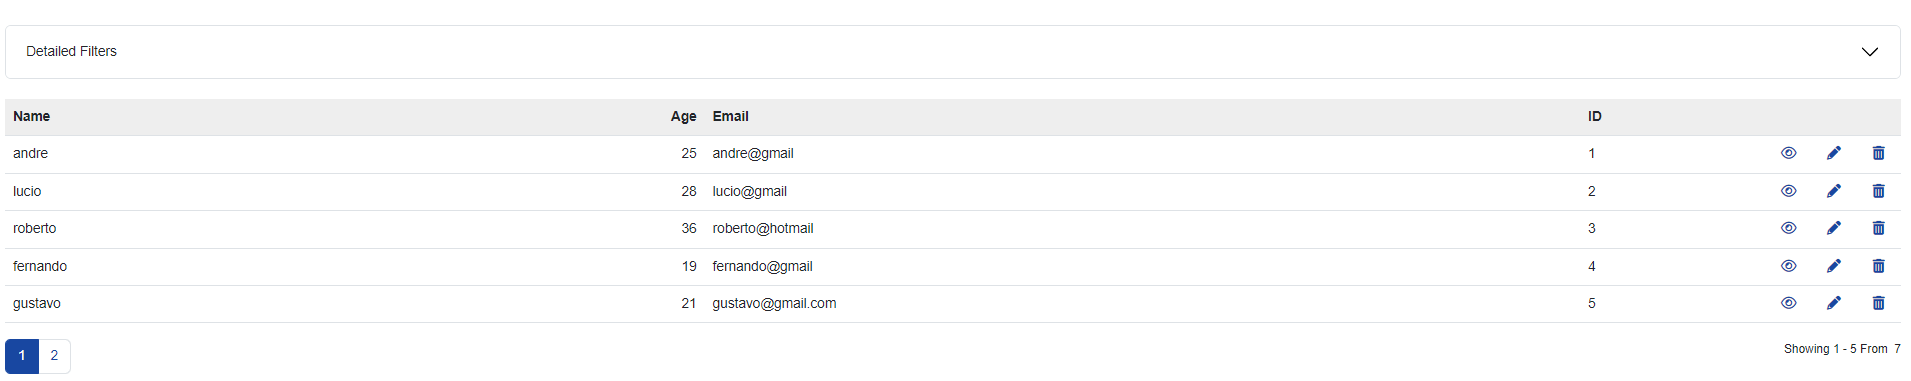 Detailed Filters
Name Age Email ID
andre 25 andre@gmail 1
lucio 28 lucio@gmail 2
roberto 36 roberto@hotmail 3
fernando 19 fernando@gmail 4
gustavo 21 gustavo@gmail.com 5
1 2 Showing 1 - 5 From 7